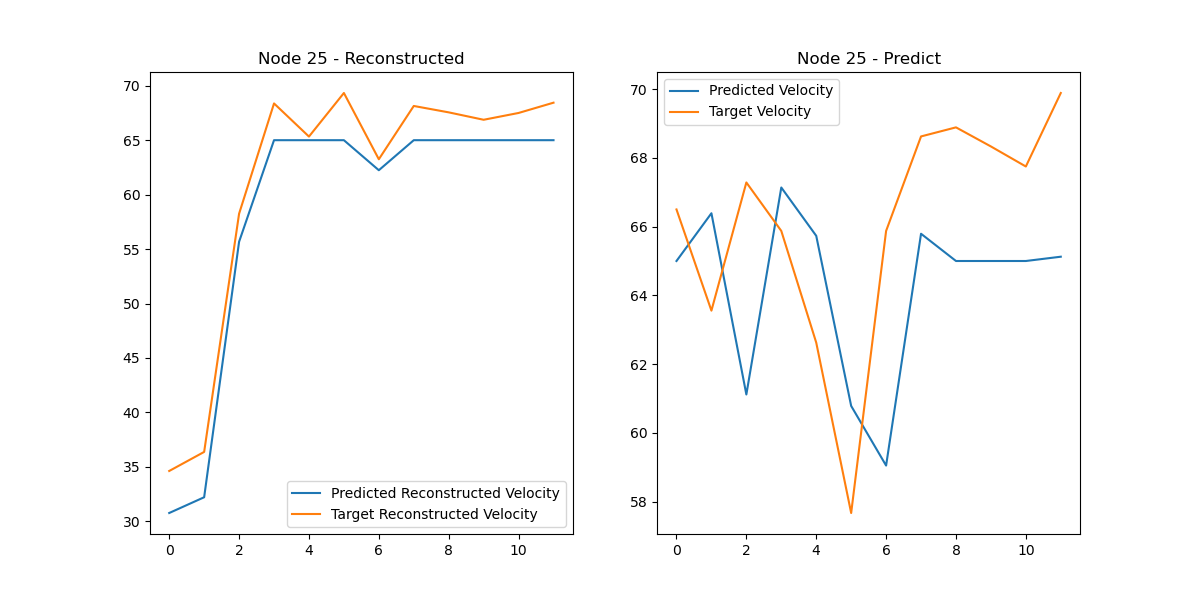 Node 25 - Reconstructed
70
65
60
55
50
45
40
35
30
0 2 4 6 8 10
Predicted Reconstructed Velocity
Target Reconstructed Velocity
Node 25 - Predict
Predicted Velocity
Target Velocity
70
68
66
64
62
60
58
0 2 4 6 8 10